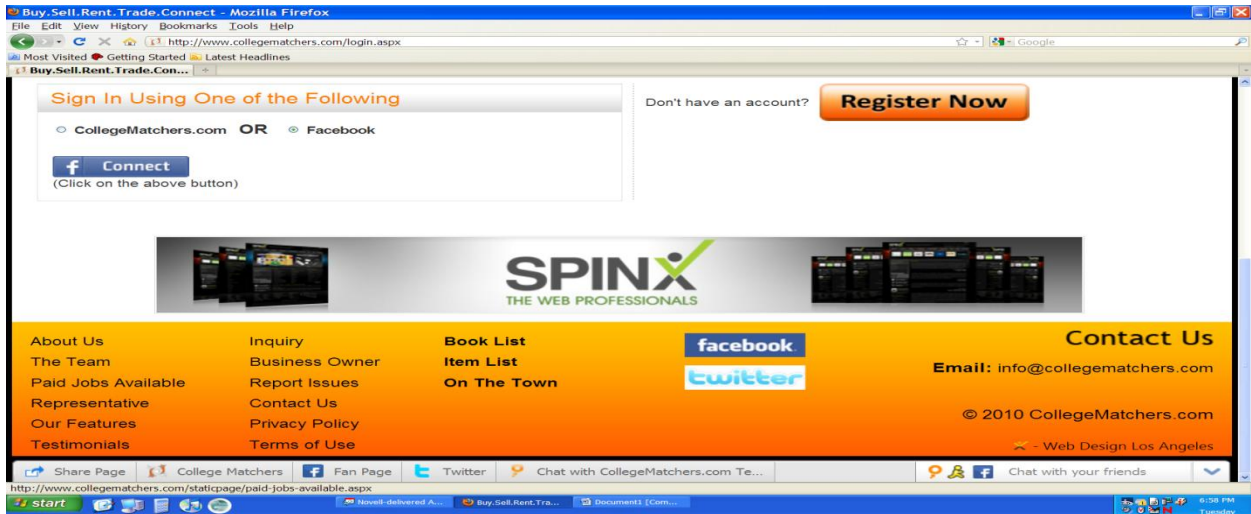 Buy.Sell.Rent.Trade.Connect - Mozilla Firefox
File Edit View History Bookmarks Tools Help
http://www.collegematchers.com/login.aspx
Google
Most Visited Getting Started Latest Headlines
Buy.Sell.Rent.Trade.Con...
Sign In Using One of the Following
Don't have an account?
Register Now
CollegeMatchers.com OR Facebook
Connect
(Click on the above button)
SPINX
THE WEB PROFESSIONALS
About Us
The Team
Paid Jobs Available
Representative
Our Features
Testimonials
Inquiry
Business Owner
Report Issues
Contact Us
Privacy Policy
Terms of Use
Book List
Item List
On The Town
facebook
twitter
Contact Us
Email: info@collegematchers.com
© 2010 CollegeMatchers.com
- Web Design Los Angeles
Share Page College Matchers Fan Page Twitter Chat with CollegeMatchers.com Te...
Chat with your friends
http://www.collegematchers.com/staticpage/paid-jobs-available.aspx
start
Novell-delivered A...
Buy.Sell.Rent.Tra...
Document1 [Com...
6:58 PM
Tuesday